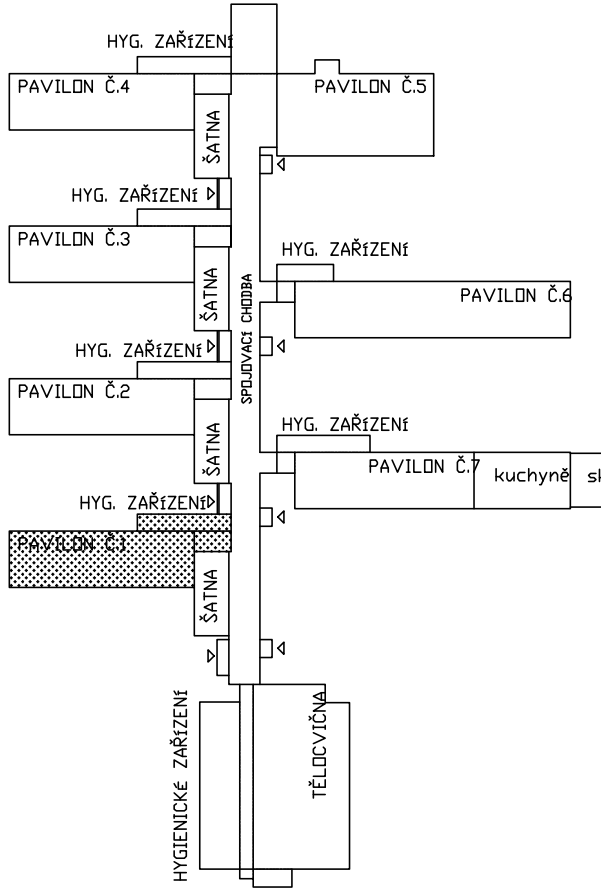 HYG. ZAŘíZENí
PAVILON Č.4
PAVILON Č.5
ŠATNA
HYG. ZAŘíZENí
PAVILON Č.3
HYG. ZAŘíZENí
ŠATNA
SPOJOVACí CHODBA
PAVILON Č.6
HYG. ZAŘíZENí
PAVILON Č.2
HYG. ZAŘíZENí
ŠATNA
PAVILON Č.7
kuchyně
sk
HYG. ZAŘíZENí
PAVILON Č.1
ŠATNA
HYGIENICKÉ ZAŘíZENí
TĚLOCVIČNA